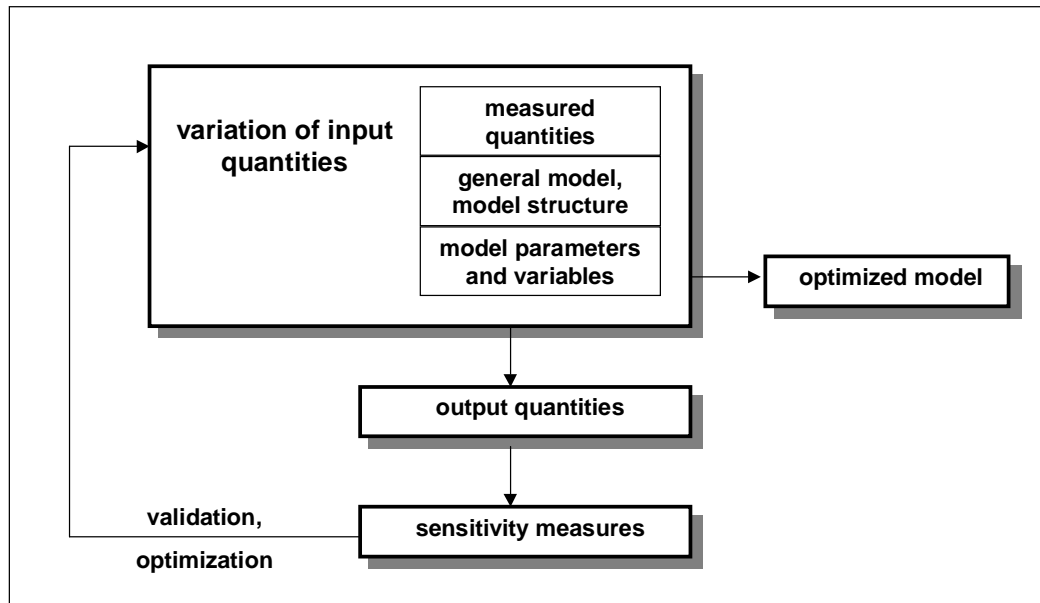 variation of input
quantities
measured
quantities
general model,
model structure
model parameters
and variables
optimized model
output quantities
sensitivity measures
validation,
optimization